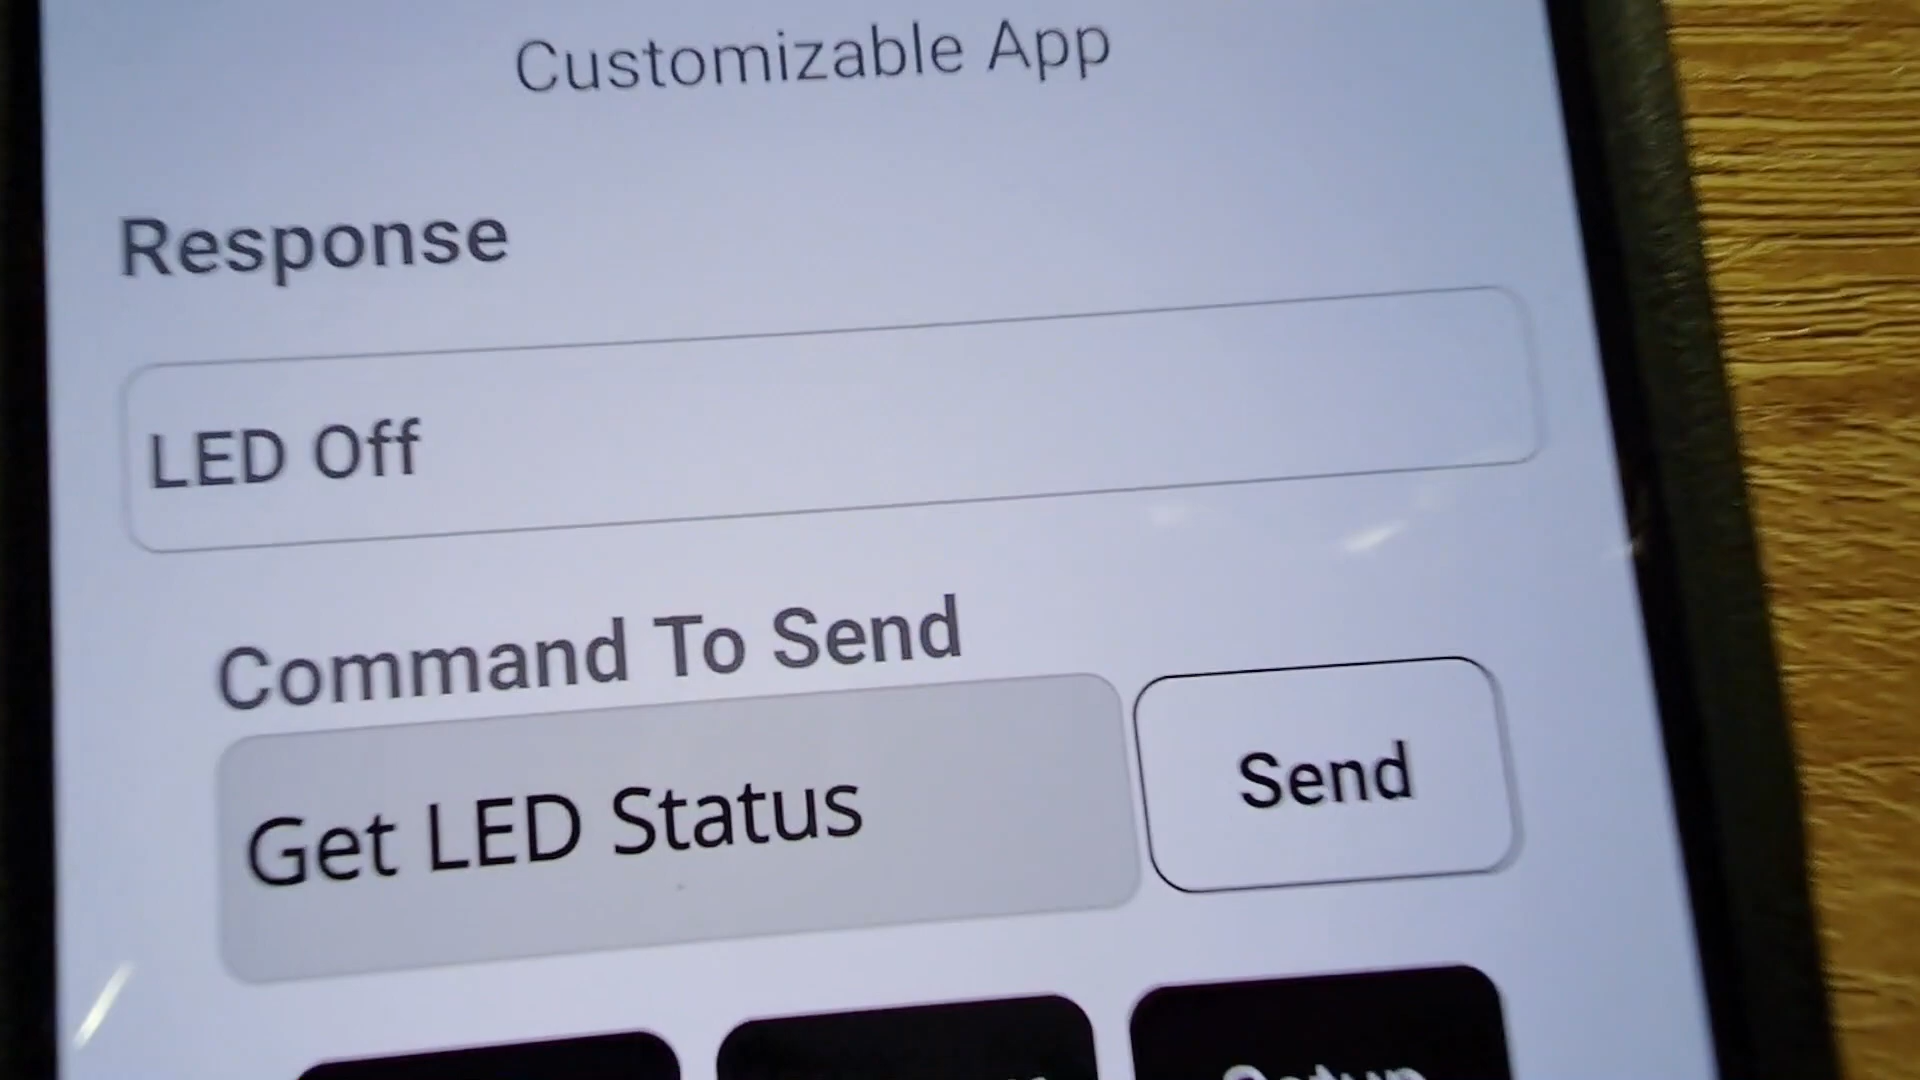 Customizable App
Response
LED Off
Command To Send
Get LED Status
Send